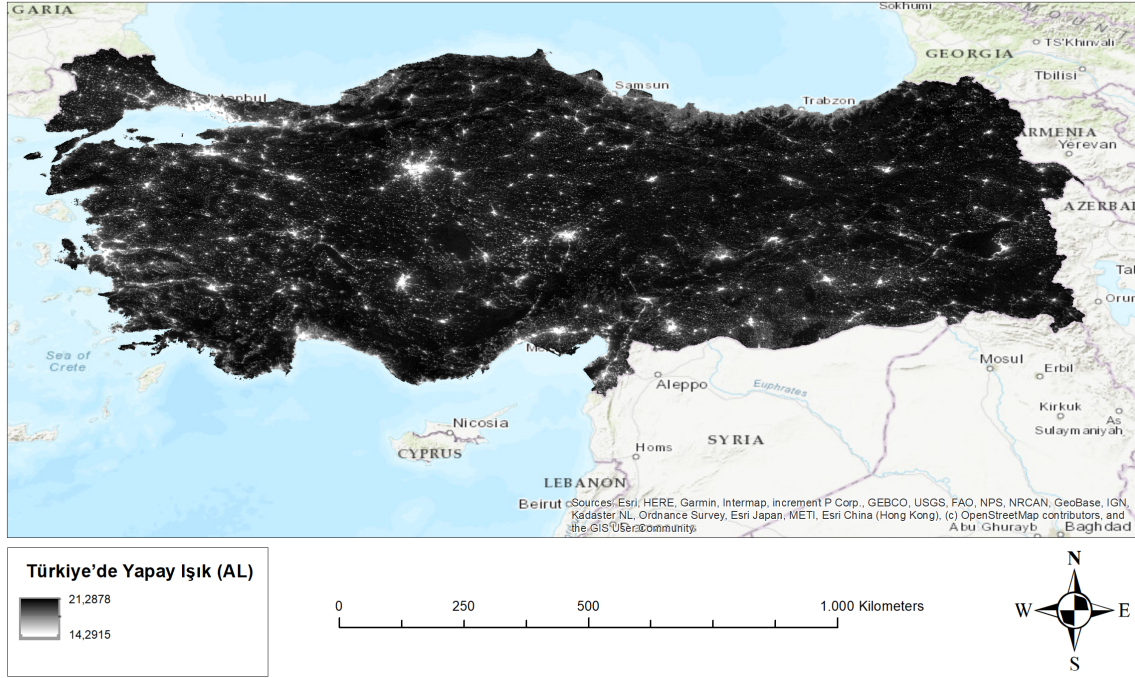 GARIA
Sokhumi
MOUNT
GEORGIA
TS'Khinvali
Tbilisi
Samsun
Trabzon
ARMENIA
Yerevan
AZERBAI
Sea of
Crete
Mosul
Erbil
Aleppo
Euphrates
Kirkuk
As
Sulaymaniyah
Nicosia
CYPRUS
Homs
SYRIA
LEBANON
Beirut
Sources: Esri, HERE, Garmin, Intermap, increment P Corp., GEBCO, USGS, FAO, NPS, NRCAN, GeoBase, IGN,
Kadaster NL, Ordnance Survey, Esri Japan, METI, Esri China (Hong Kong), (c) OpenStreetMap contributors, and
the GIS User Community
Abu Ghurayb
Baghdad
Türkiye’de Yapay Işık (AL)
21,2878
14,2915
0 250 500 1.000 Kilometers
N
W E
S